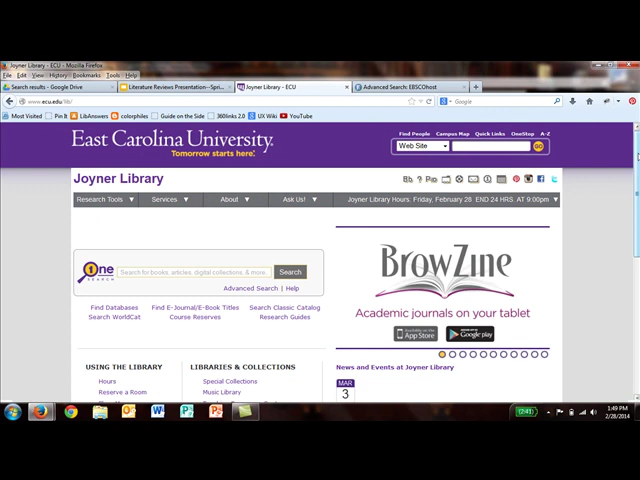 Joyner Library - ECU - Mozilla Firefox
File Edit View History Bookmarks Tools Help
Search results - Google Drive
Literature Reviews Presentation--Spri...
Joyner Library - ECU
Advanced Search: EBSCOhost
www.ecu.edu/lib/
Google
Most Visited Pin It LibAnswers colorphiles Guide on the Side 360links 2.0 UX Wiki YouTube
East Carolina University.
Tomorrow starts here.
Find People Campus Map Quick Links OneStop A-Z
Web Site GO
Joyner Library
Research Tools Services About Ask Us! Joyner Library Hours: Friday, February 28 END 24 HRS AT 9:00pm
One SEARCH
Search for books, articles, digital collections, & more.
Search
Advanced Search | Help
Find Databases Find E-Journal/E-Book Titles Search Classic Catalog
Search WorldCat Course Reserves Research Guides
BrowZine
Academic journals on your tablet
Available on the App Store
Google play
USING THE LIBRARY
Hours
Reserve a Room
LIBRARIES & COLLECTIONS
Special Collections
Music Library
News and Events at Joyner Library
MAR
3
(2:41)
1:49 PM
2/28/2014